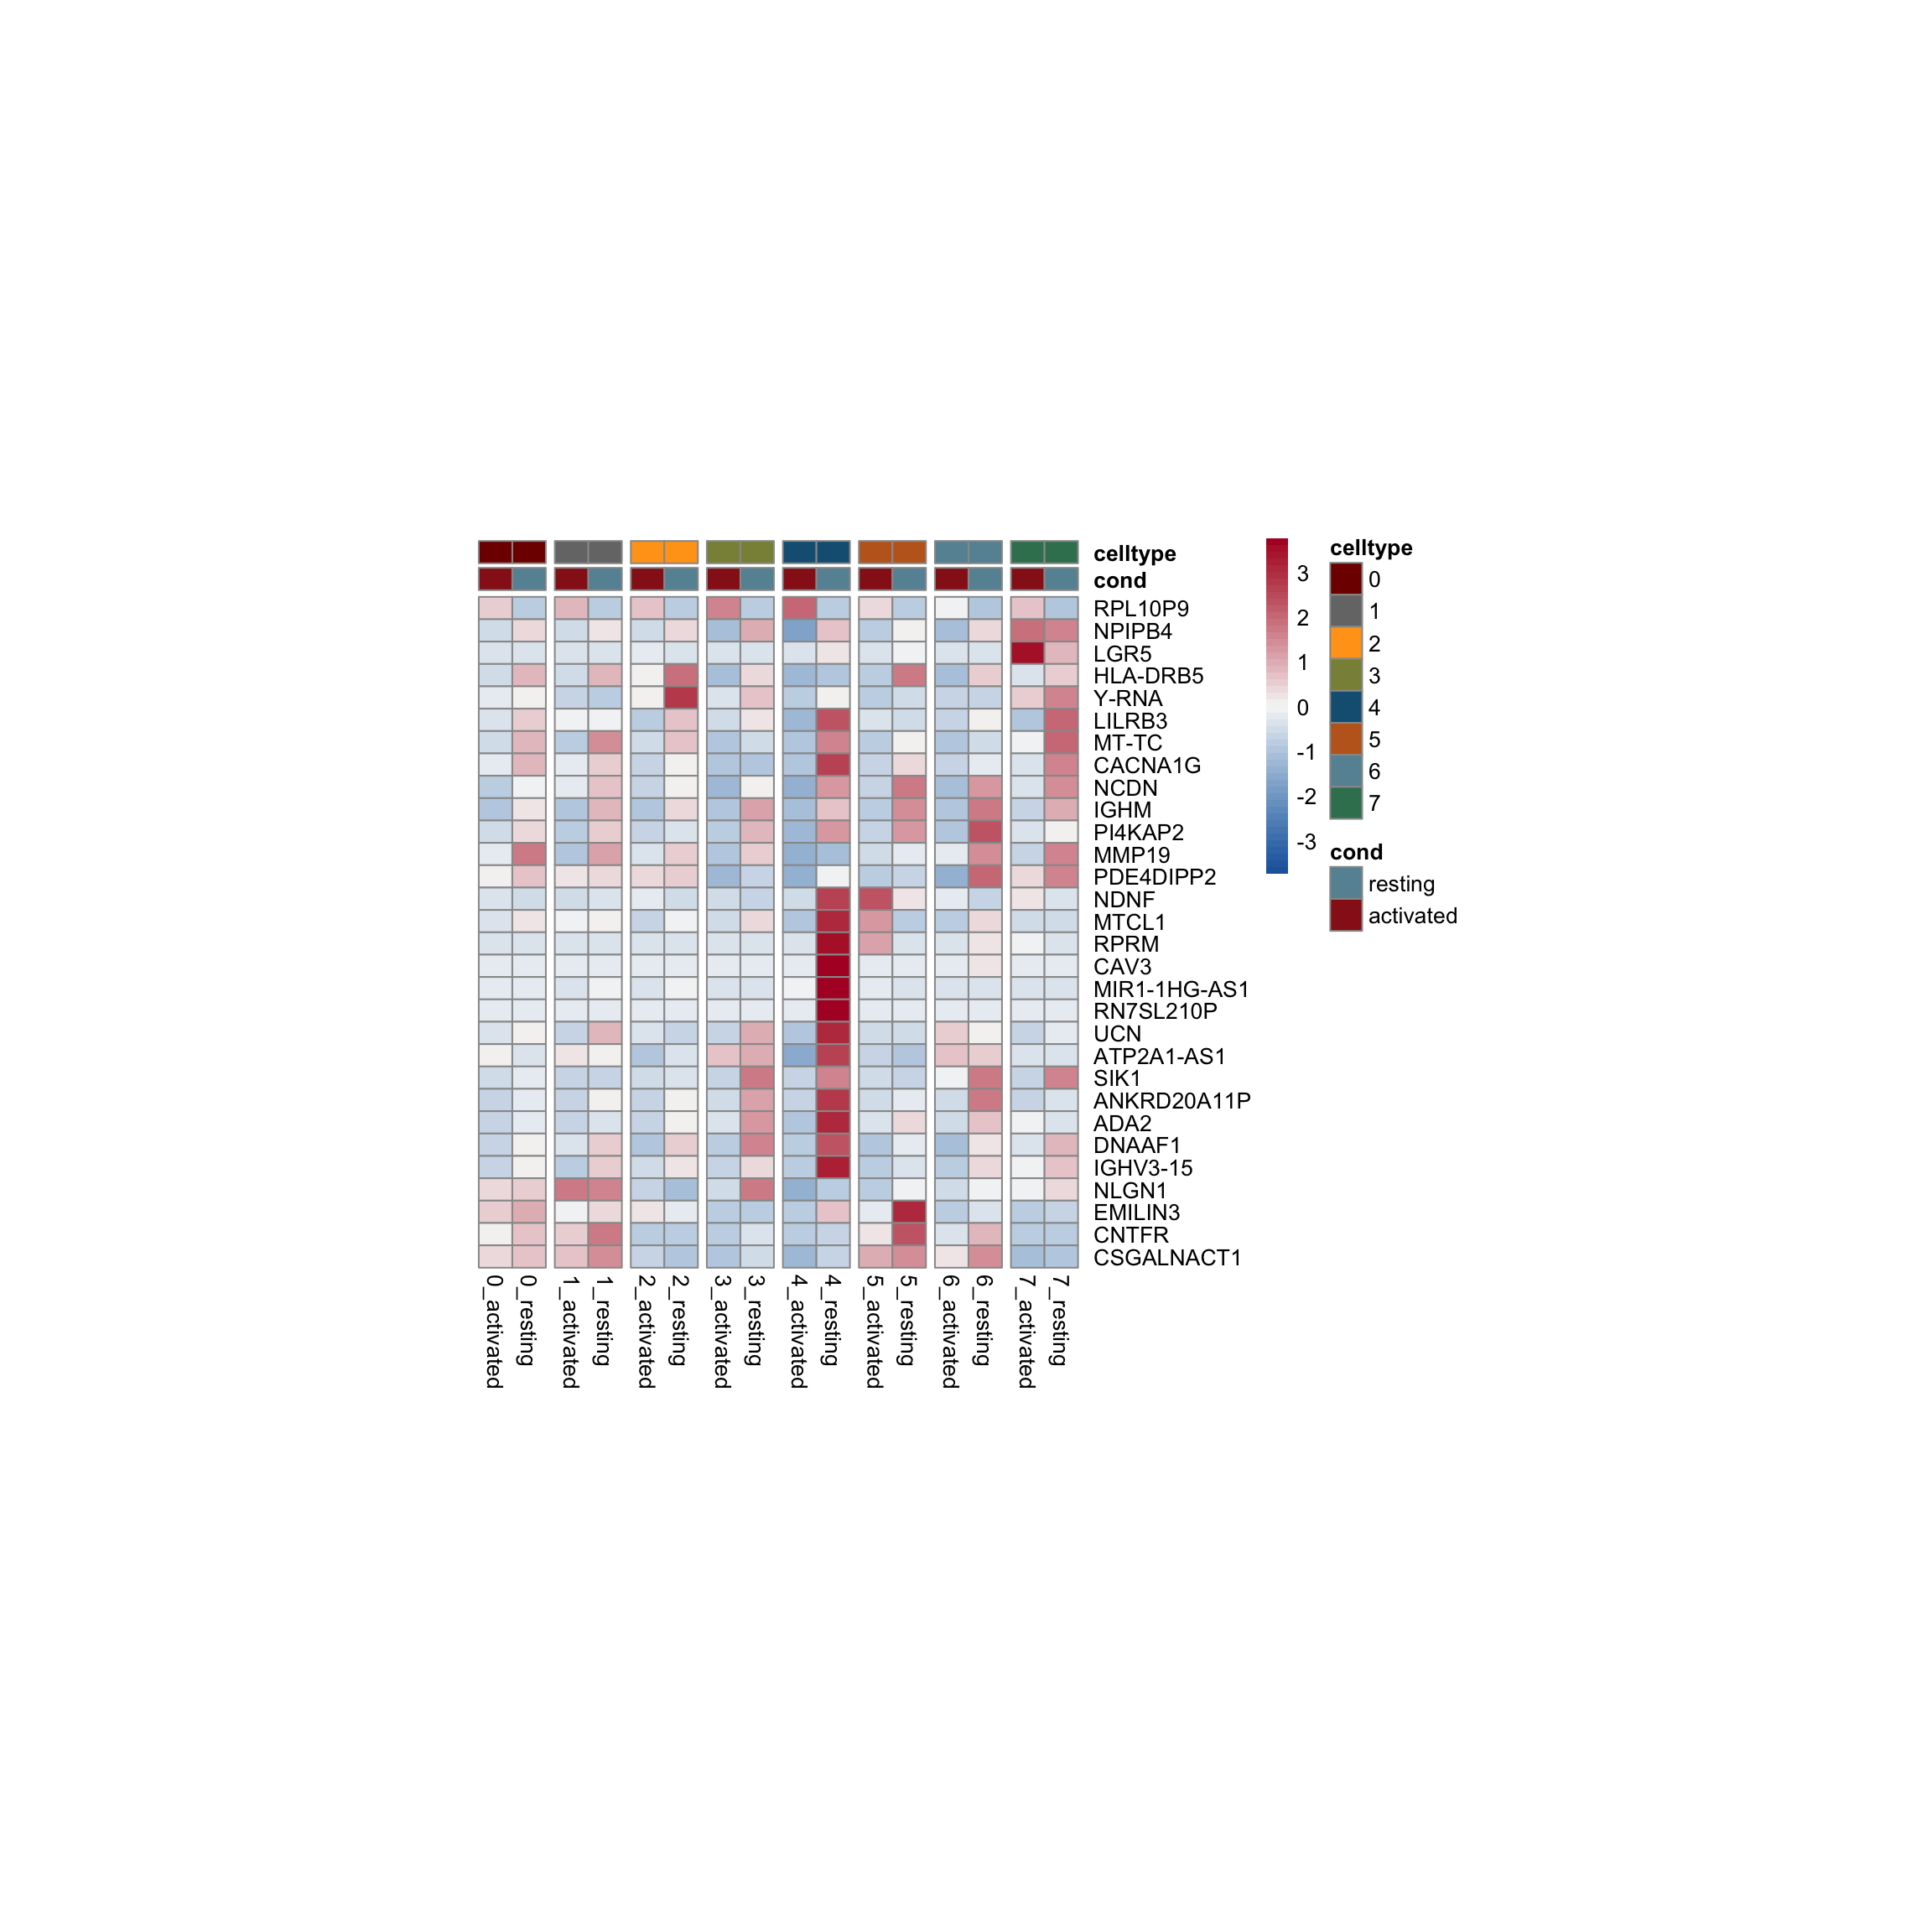 celltype
cond
RPL10P9
NPIPB4
LGR5
HLA-DRB5
Y-RNA
LILRB3
MT-TC
CACNA1G
NCDN
IGHM
PI4KAP2
MMP19
PDE4DIPP2
NDNF
MTCL1
RPRM
CAV3
MIR1-1HG-AS1
RN7SL210P
UCN
ATP2A1-AS1
SIK1
ANKRD20A11P
ADA2
DNAAF1
IGHV3-15
NLGN1
EMILIN3
CNTFR
CSGALNACT1
0_activated
0_resting
1_activated
1_resting
2_activated
2_resting
3_activated
3_resting
4_activated
4_resting
5_activated
5_resting
6_activated
6_resting
7_activated
7_resting
3
2
1
0
-1
-2
-3
celltype
0
1
2
3
4
5
6
7
cond
resting
activated